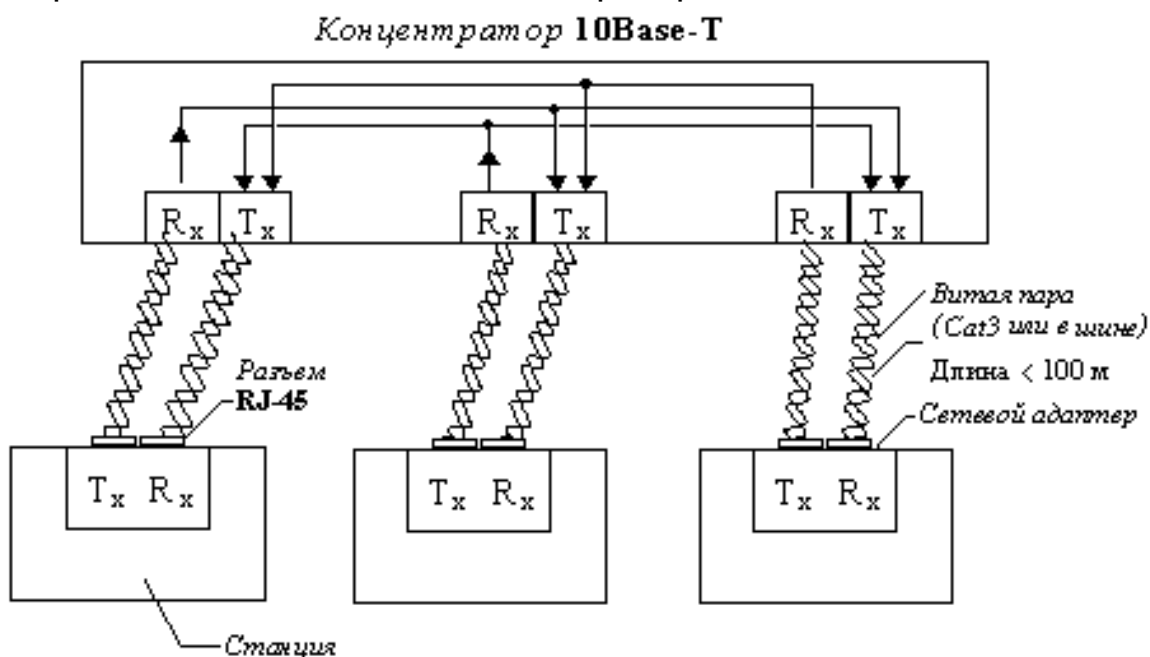 Концентратор 10Base-T
Rx Tx
Rx Tx
Rx Tx
Витая пара
(Cat3 или в шине)
Длина < 100 м
Разъем
RJ-45
Сетевой адаптер
Tx Rx
Tx Rx
Tx Rx
Станция